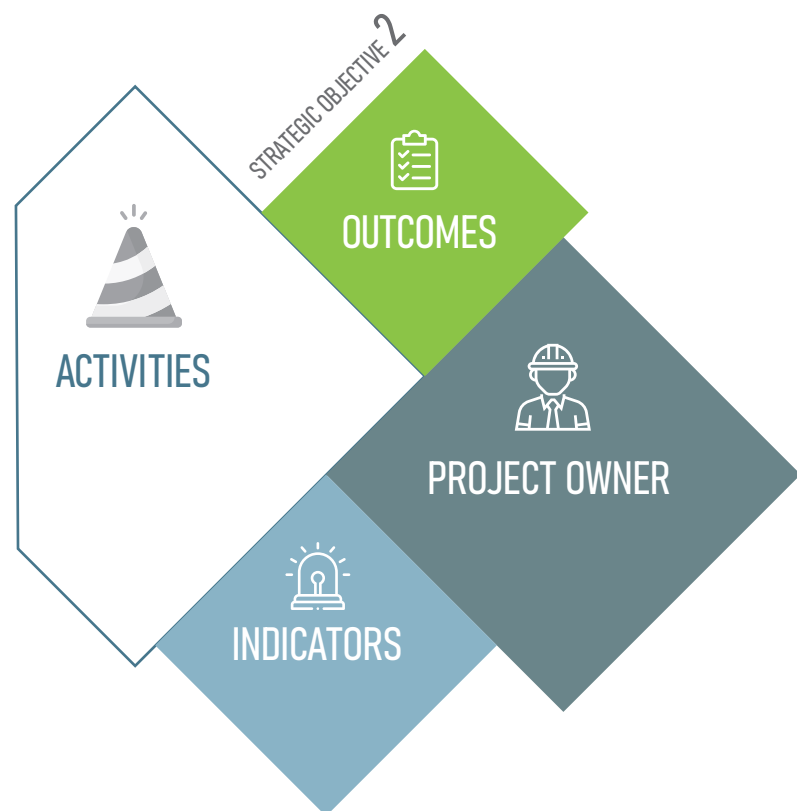 STRATEGIC OBJECTIVE 2
OUTCOMES
ACTIVITIES
PROJECT OWNER
INDICATORS